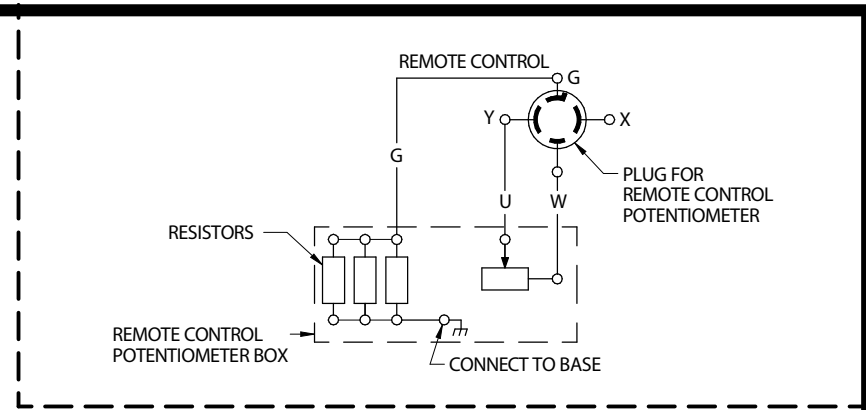 REMOTE CONTROL
G
Y
X
G
PLUG FOR
REMOTE CONTROL
POTENTIOMETER
U
W
RESISTORS
REMOTE CONTROL
POTENTIOMETER BOX
CONNECT TO BASE